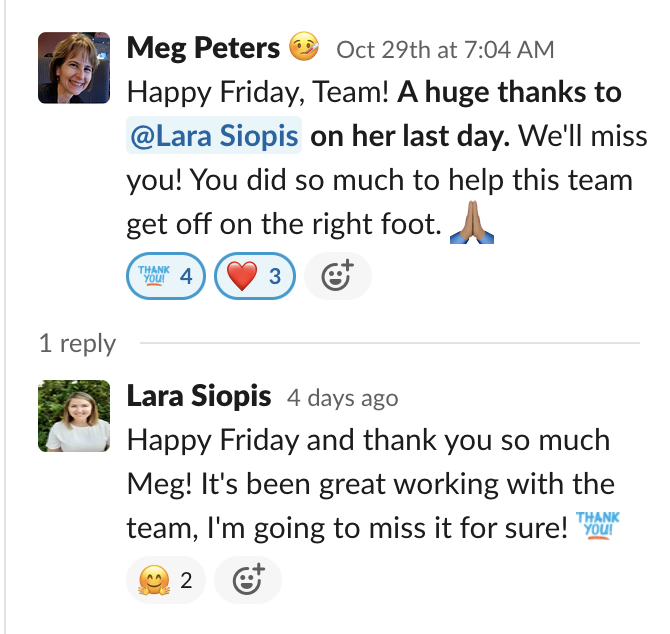 Meg Peters Oct 29th at 7:04 AM
Happy Friday, Team! A huge thanks to
@Lara Siopis on her last day. We'll miss
you! You did so much to help this team
get off on the right foot.
THANK YOU! 4 3
1 reply
Lara Siopis 4 days ago
Happy Friday and thank you so much
Meg! It's been great working with the
team, I'm going to miss it for sure! THANK YOU!
2